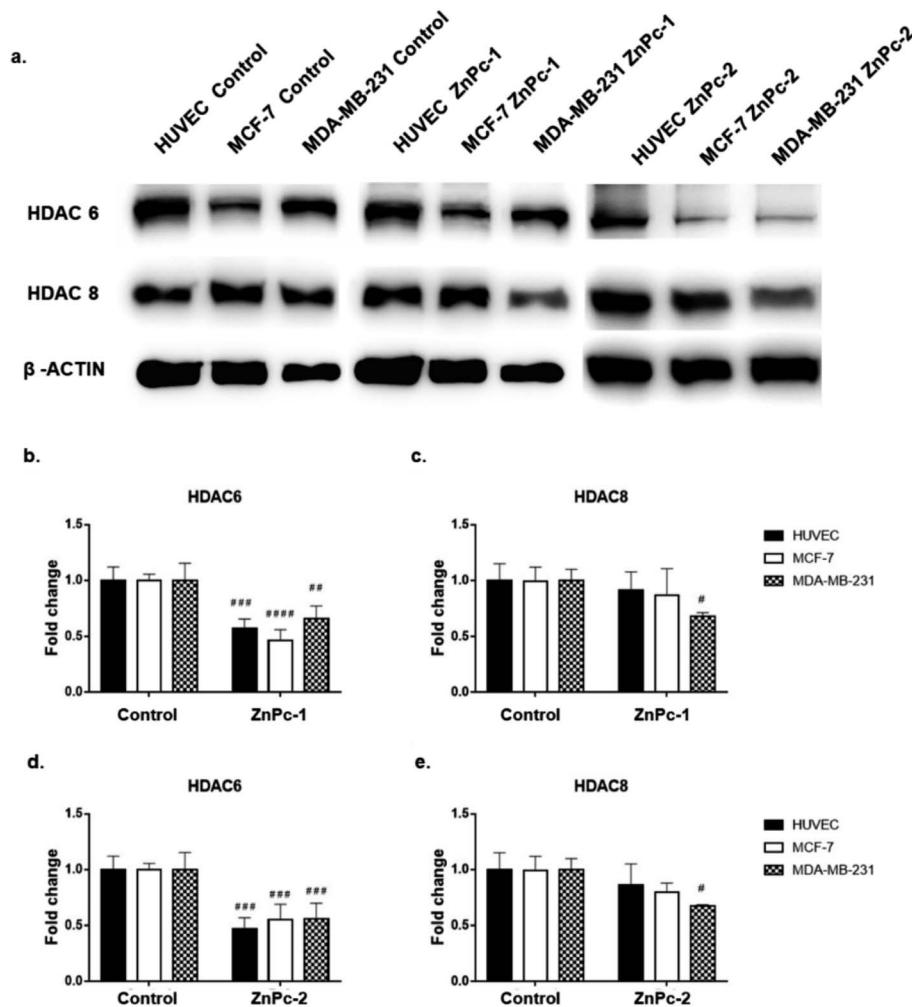 a.
HUVEC Control
MCF-7 Control
MDA-MB-231 Control
HUVEC ZnPc-1
MCF-7 ZnPc-1
MDA-MB-231 ZnPc-1
HUVEC ZnPc-2
MCF-7 ZnPc-2
MDA-MB-231 ZnPc-2
HDAC 6
HDAC 8
β -ACTIN
b.
HDAC6
Fold change
1.5
1.0
0.5
0.0
###
####
##
Control
ZnPc-1
c.
HDAC8
Fold change
1.5
1.0
0.5
0.0
#
Control
ZnPc-1
HUVEC
MCF-7
MDA-MB-231
d.
HDAC6
Fold change
1.5
1.0
0.5
0.0
###
###
###
Control
ZnPc-2
e.
HDAC8
Fold change
1.5
1.0
0.5
0.0
#
Control
ZnPc-2
HUVEC
MCF-7
MDA-MB-231